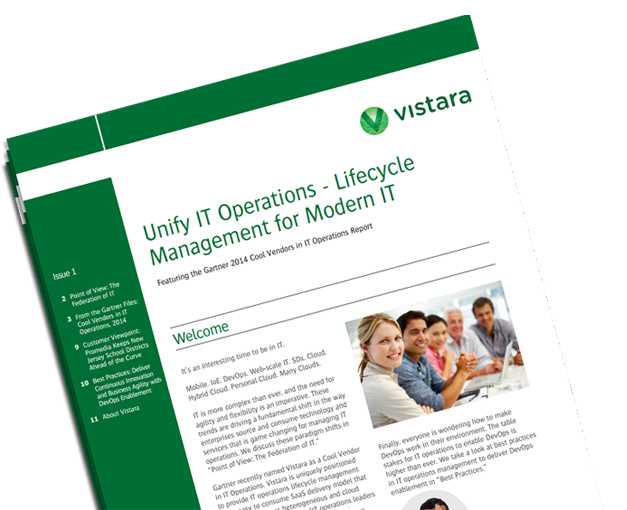 vistara
Unify IT Operations - Lifecycle
Management for Modern IT
Featuring the Gartner 2014 Cool Vendors in IT Operations Report
Issue 1
2 Point of View: The
Federation of IT
3 From the Gartner Files:
Cool Vendors in IT
Operations, 2014
9 Customer Viewpoint:
Promedia Keeps New
Jersey School Districts
Ahead of the Curve
10 Best Practices: Deliver
Continuous Innovation
and Business Agility with
DevOps Enablement
11 About Vistara
Welcome
It's an interesting time to be in IT.
Mobile. IoE. DevOps. Web-scale IT. SDx. Cloud.
Hybrid Cloud. Personal Cloud. Many Clouds.
IT is more complex than ever, and the need for
agility and flexibility is an imperative. These
trends are driving a fundamental shift in the way
enterprises source and consume technology and
services that is game changing for managing IT
operations. We discuss these paradigm shifts in
"Point of View: The Federation of IT."
Gartner recently named Vistara as a Cool Vendor
in IT Operations. Vistara is uniquely positioned
to provide IT operations lifecycle management
easy to consume SaaS delivery model that
heterogeneous and cloud
IT operations leaders
Finally, everyone is wondering how to make
DevOps work in their environment. The table
stakes for IT operations to enable DevOps is
higher than ever. We take a look at best practices
in IT operations management to deliver DevOps
enablement in "Best Practices."